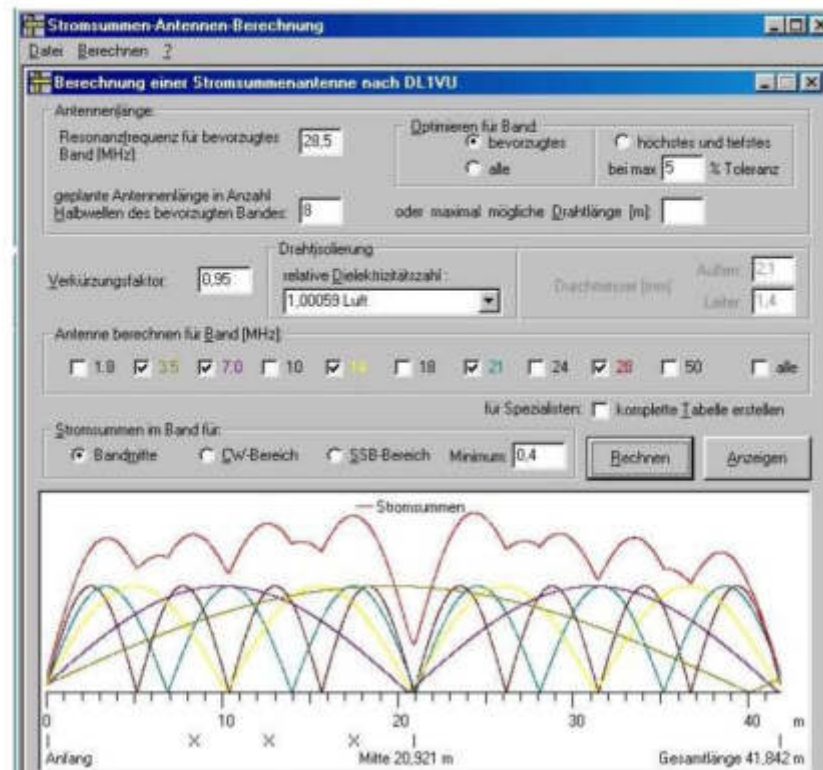 Stromsummen-Antennen-Berechnung
Datei Berechnen ?
Berechnung einer Stromsummenantenne nach DL1VU
Antennenlänge:
Resonanzfrequenz für bevorzugtes
Band [MHz]
28,5
Optimieren für Band
bevorzugtes
alle
höchstes und tiefstes
bei max 5 % Toleranz
geplante Antennenlänge in Anzahl
Halbwellen des bevorzugten Bandes: 8
oder maximal mögliche Drahtlänge [m]:
Verkürzungsfaktor: 0,95
Drahtisolierung
relative Dielektrizitätszahl :
1,00059 Luft
Durchmesser [mm]
Außen: 2,1
Leiter: 1,4
Antenne berechnen für Band [MHz]:
1.8 3.5 7.0 10 14 18 21 24 28 50 alle
für Spezialisten: komplette Tabelle erstellen
Stromsummen im Band für:
Bandmitte CW-Bereich SSB-Bereich Minimum: 0,4
Rechnen Anzeigen
Stromsummen
0 10 20 30 40 m
Anfang Mitte 20,921 m Gesamtlänge 41,842 m